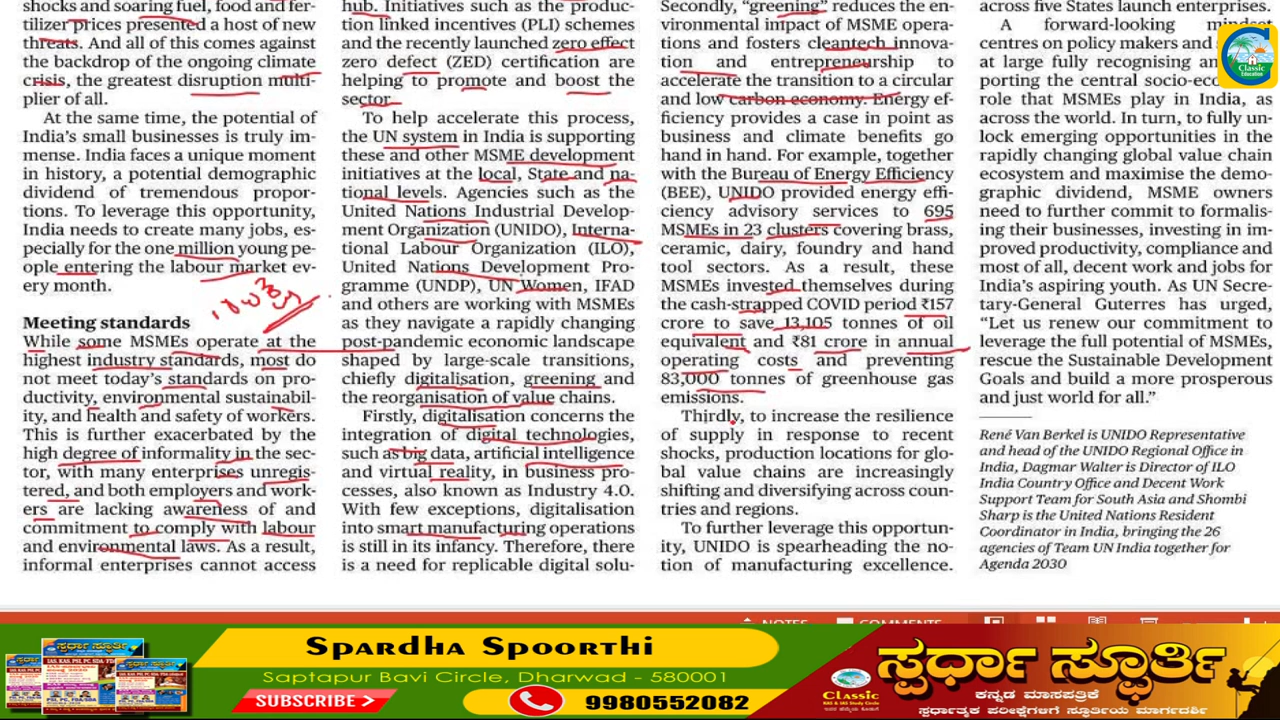 shocks and soaring fuel, food and fer-
tilizer prices presented a host of new
threats. And all of this comes against
the backdrop of the ongoing climate
crisis, the greatest disruption multi-
plier of all.
At the same time, the potential of
India's small businesses is truly im-
mense. India faces a unique moment
in history, a potential demographic
dividend of tremendous propor-
tions. To leverage this opportunity,
India needs to create many jobs, es-
pecially for the one million young pe-
ople entering the labour market ev-
ery month.
Meeting standards
While some MSMEs operate at the
highest industry standards, most do
not meet today's standards on pro-
ductivity, environmental sustainabil-
ity, and health and safety of workers.
This is further exacerbated by the
high degree of informality in the sec-
tor, with many enterprises unregis-
tered, and both employers and work-
ers are lacking awareness of and
commitment to comply with labour
and environmental laws. As a result,
informal enterprises cannot access
hub. Initiatives such as the produc-
tion linked incentives (PLI) schemes
and the recently launched zero effect
zero defect (ZED) certification are
helping to promote and boost the
sector.
To help accelerate this process,
the UN system in India is supporting
these and other MSME development
initiatives at the local, State and na-
tional levels. Agencies such as the
United Nations Industrial Develop-
ment Organization (UNIDO), Interna-
tional Labour Organization (ILO),
United Nations Development Pro-
gramme (UNDP), UN Women, IFAD
and others are working with MSMEs
as they navigate a rapidly changing
post-pandemic economic landscape
shaped by large-scale transitions,
chiefly digitalisation, greening and
the reorganisation of value chains.
Firstly, digitalisation concerns the
integration of digital technologies,
such as big data, artificial intelligence
and virtual reality, in business pro-
cesses, also known as Industry 4.0.
With few exceptions, digitalisation
into smart manufacturing operations
is still in its infancy. Therefore, there
is a need for replicable digital solu-
Secondly, "greening" reduces the en-
vironmental impact of MSME opera-
tions and fosters cleantech innova-
tion and entrepreneurship to
accelerate the transition to a circular
and low carbon economy. Energy ef-
ficiency provides a case in point as
business and climate benefits go
hand in hand. For example, together
with the Bureau of Energy Efficiency
(BEE), UNIDO provided energy effi-
ciency advisory services to 695
MSMEs in 23 clusters covering brass,
ceramic, dairy, foundry and hand
tool sectors. As a result, these
MSMEs invested themselves during
the cash-strapped COVID period ₹157
crore to save 13,105 tonnes of oil
equivalent and ₹81 crore in annual
operating costs and preventing
83,000 tonnes of greenhouse gas
emissions.
Thirdly, to increase the resilience
of supply in response to recent
shocks, production locations for glo-
bal value chains are increasingly
shifting and diversifying across coun-
tries and regions.
To further leverage this opportun-
ity, UNIDO is spearheading the no-
tion of manufacturing excellence.
across five States launch enterprises.
A forward-looking mindset
centres on policy makers and
at large fully recognising an
porting the central socio-eco
role that MSMEs play in India, as
across the world. In turn, to fully un-
lock emerging opportunities in the
rapidly changing global value chain
ecosystem and maximise the demo-
graphic dividend, MSME owners
need to further commit to formalis-
ing their businesses, investing in im-
proved productivity, compliance and
most of all, decent work and jobs for
India's aspiring youth. As UN Secre-
tary-General Guterres has urged,
"Let us renew our commitment to
leverage the full potential of MSMEs,
rescue the Sustainable Development
Goals and build a more prosperous
and just world for all."
René Van Berkel is UNIDO Representative
and head of the UNIDO Regional Office in
India, Dagmar Walter is Director of ILO
India Country Office and Decent Work
Support Team for South Asia and Shombi
Sharp is the United Nations Resident
Coordinator in India, bringing the 26
agencies of Team UN India together for
Agenda 2030
Classic
Education
NOTES COMMENTS
Spardha Spoorthi
Saptapur Bavi Circle, Dharwad - 580001
SUBSCRIBE
9980552082
Classic
KAS & IAS Study Circle
ಸ್ಪರ್ಧಾ ಸ್ಫೂರ್ತಿ
ಕನ್ನಡ ಮಾಸಪತ್ರಿಕೆ
ಸ್ಪರ್ಧಾತ್ಮಕ ಪರೀಕ್ಷೆಗಳಿಗೆ ಸ್ಫೂರ್ತಿಯ ಮಾರ್ಗದರ್ಶಿ